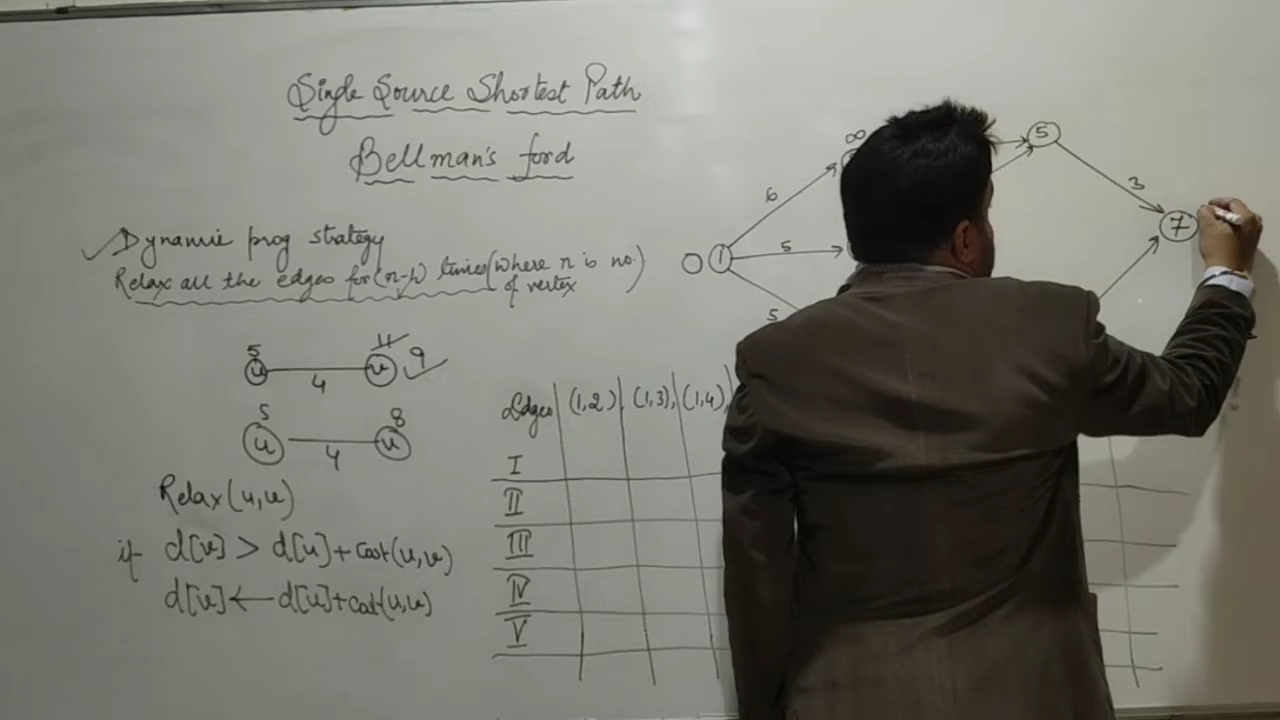 Single Source Shortest Path
Bellman's ford
Dynamic prog strategy
Relax all the edges for (n-1) times (where n is no. of vertex)
5 11 9
u 4 v
5 8
u 4 v
Relax(u,v)
if d[v] > d[u]+cost(u,v)
d[v] ← d[u]+cost(u,v)
∞
5
6 3
5 7
0 1
5
Edges (1,2), (1,3), (1,4),
I
II
III
IV
V